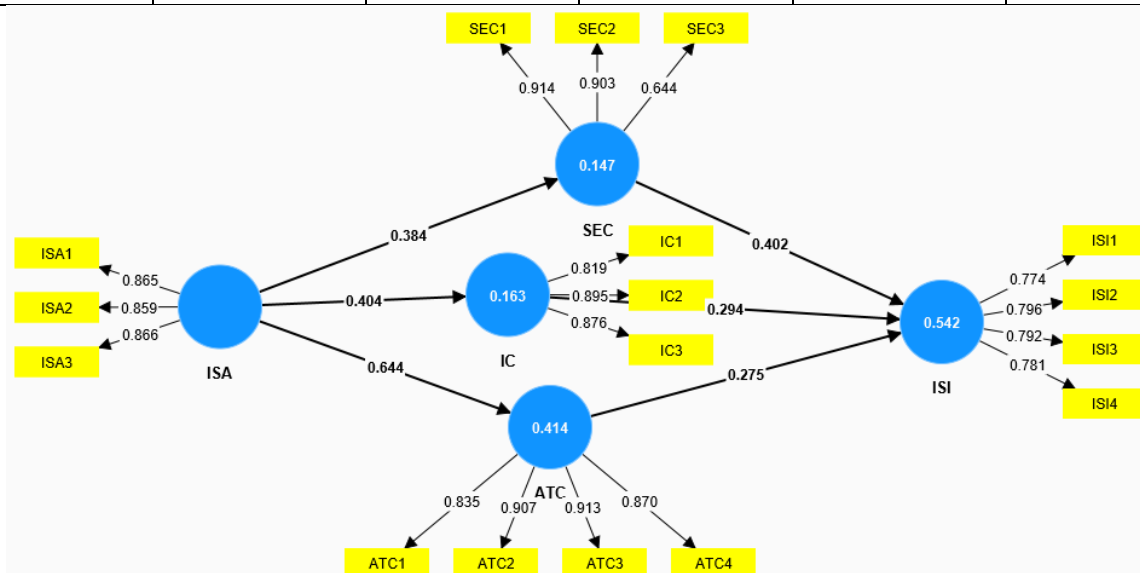 SEC1 SEC2 SEC3
0.914 0.903 0.644
0.147
SEC
0.384
0.402
ISA1
ISA2
ISA3
0.865
0.859
0.866
ISA
0.404
0.163
IC
IC1
IC2
IC3
0.819
0.895
0.876
0.294
0.542
ISI
ISI1
ISI2
ISI3
ISI4
0.774
0.796
0.792
0.781
0.644
0.275
0.414
ATC
0.835 0.907 0.913 0.870
ATC1 ATC2 ATC3 ATC4